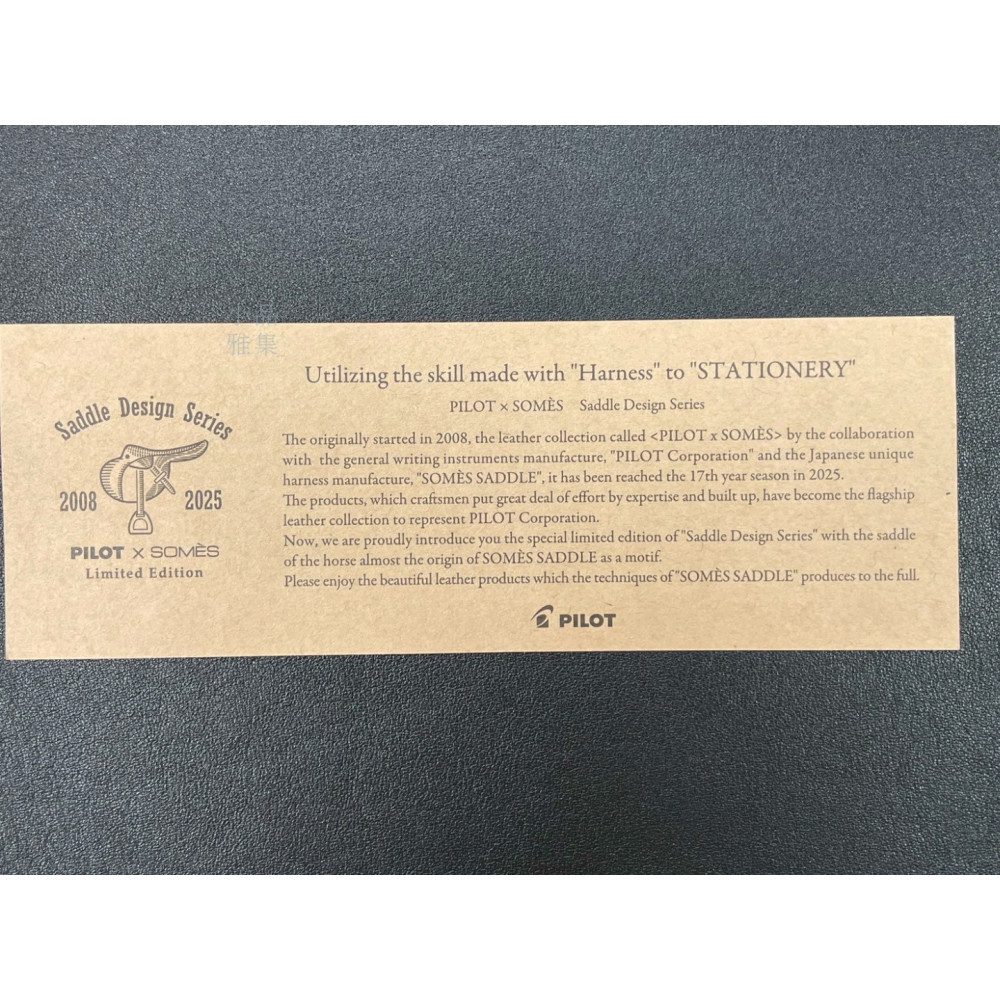 雅集
Utilizing the skill made with "Harness" to "STATIONERY"
PILOT × SOMÈS Saddle Design Series
The originally started in 2008, the leather collection called <PILOT x SOMÈS> by the collaboration
with the general writing instruments manufacture, "PILOT Corporation" and the Japanese unique
harness manufacture, "SOMÈS SADDLE", it has been reached the 17th year season in 2025.
The products, which craftsmen put great deal of effort by expertise and built up, have become the flagship
leather collection to represent PILOT Corporation.
Now, we are proudly introduce you the special limited edition of "Saddle Design Series" with the saddle
of the horse almost the origin of SOMÈS SADDLE as a motif.
Please enjoy the beautiful leather products which the techniques of "SOMÈS SADDLE" produces to the full.
PILOT
Saddle Design Series
2008 2025
PILOT × SOMÈS
Limited Edition